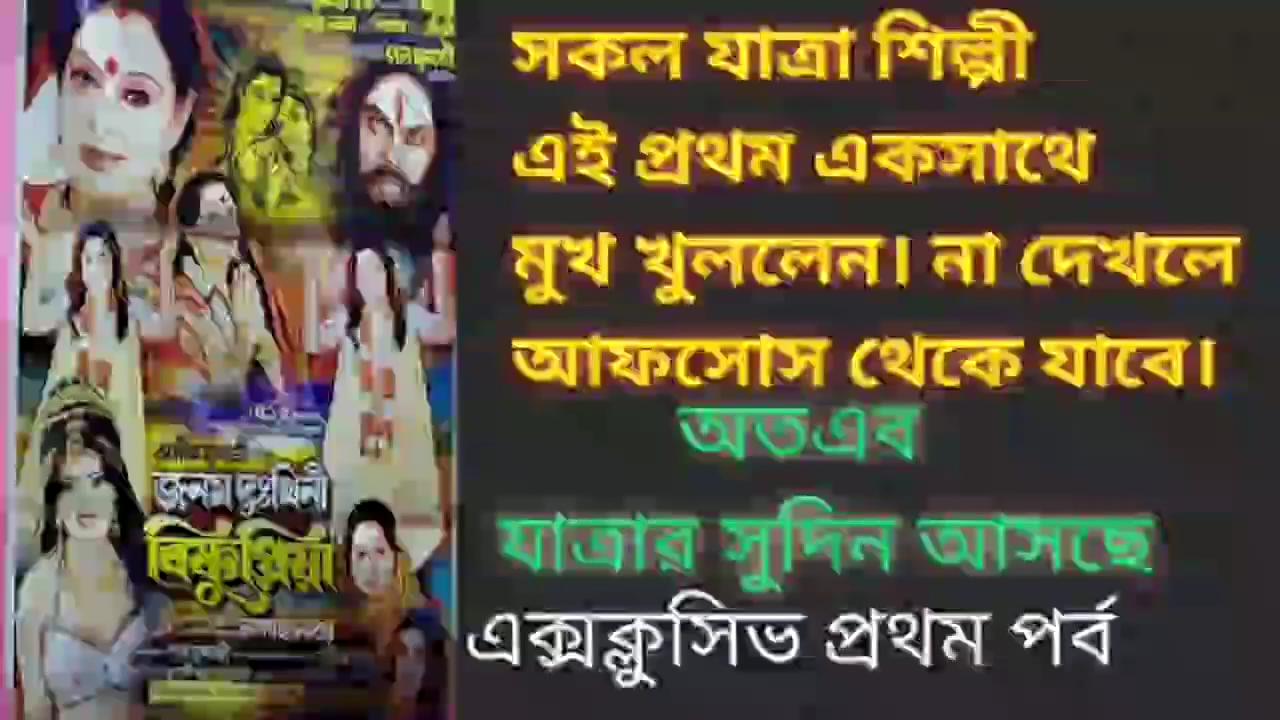 সকল যাত্রা শিল্পী
এই প্রথম একসাথে
মুখ খুললেন। না দেখলে
আফসোস থেকে যাবে।
অতএব
যাত্রার সুদিন আসছে
এক্সক্লুসিভ প্রথম পর্ব
দুঃখিনী
বিষ্ণুপ্রিয়া